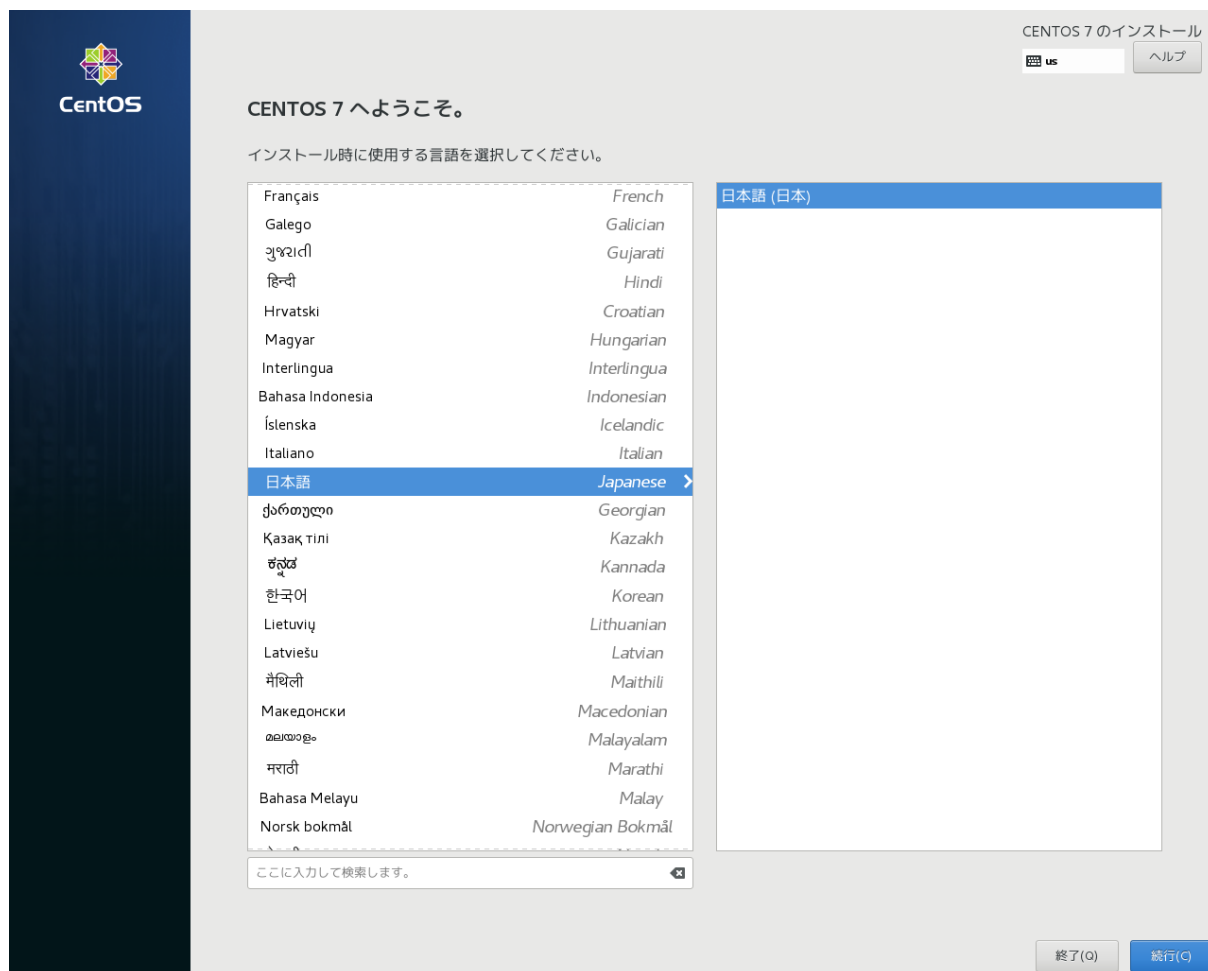 CentOS
CENTOS 7 のインストール
us
ヘルプ
CENTOS 7 へようこそ。
インストール時に使用する言語を選択してください。
Français French
Galego Galician
ગુજરાતી Gujarati
हिन्दी Hindi
Hrvatski Croatian
Magyar Hungarian
Interlingua Interlingua
Bahasa Indonesia Indonesian
Íslenska Icelandic
Italiano Italian
日本語 Japanese
ქართული Georgian
Қазақ тілі Kazakh
ಕನ್ನಡ Kannada
한국어 Korean
Lietuvių Lithuanian
Latviešu Latvian
मैथिली Maithili
Македонски Macedonian
മലയാളം Malayalam
मराठी Marathi
Bahasa Melayu Malay
Norsk bokmål Norwegian Bokmål
日本語 (日本)
ここに入力して検索します。
終了(Q)
続行(C)